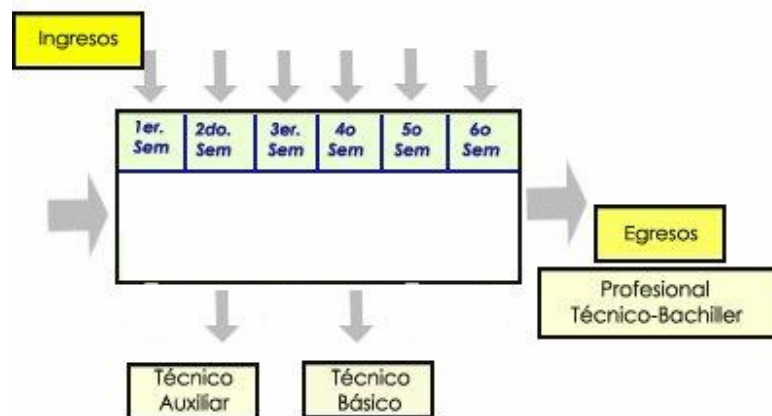 Ingresos
1er. 2do. 3er. 4o 5o 6o
Sem Sem Sem Sem Sem Sem
Egresos
Profesional
Técnico-Bachiller
Técnico Técnico
Auxiliar Básico